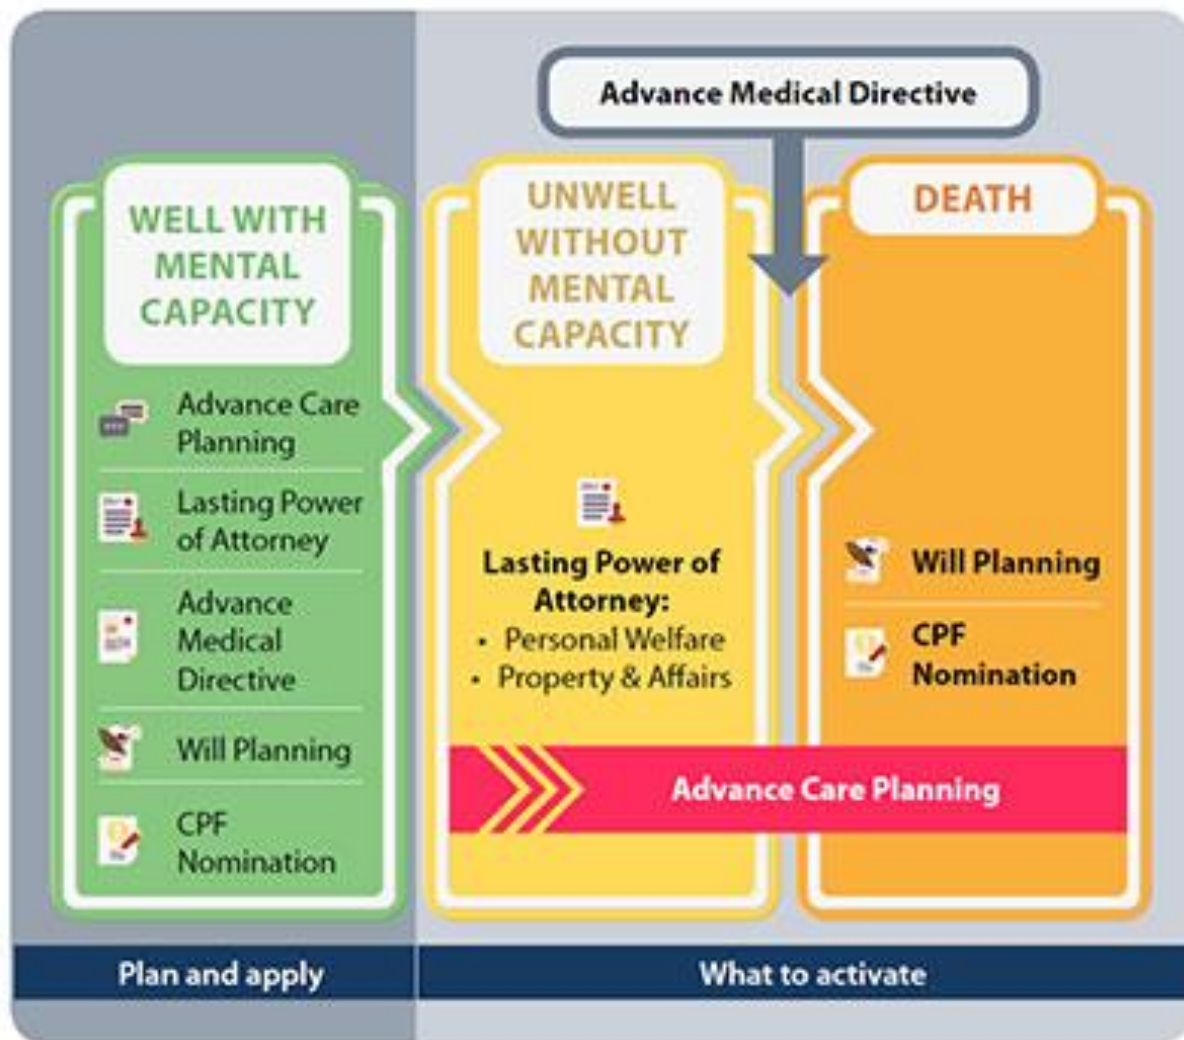 Advance Medical Directive
WELL WITH
MENTAL
CAPACITY
Advance Care
Planning
Lasting Power
of Attorney
Advance
Medical
Directive
Will Planning
CPF
Nomination
UNWELL
WITHOUT
MENTAL
CAPACITY
Lasting Power of
Attorney:
• Personal Welfare
• Property & Affairs
DEATH
Will Planning
CPF
Nomination
Advance Care Planning
Plan and apply
What to activate